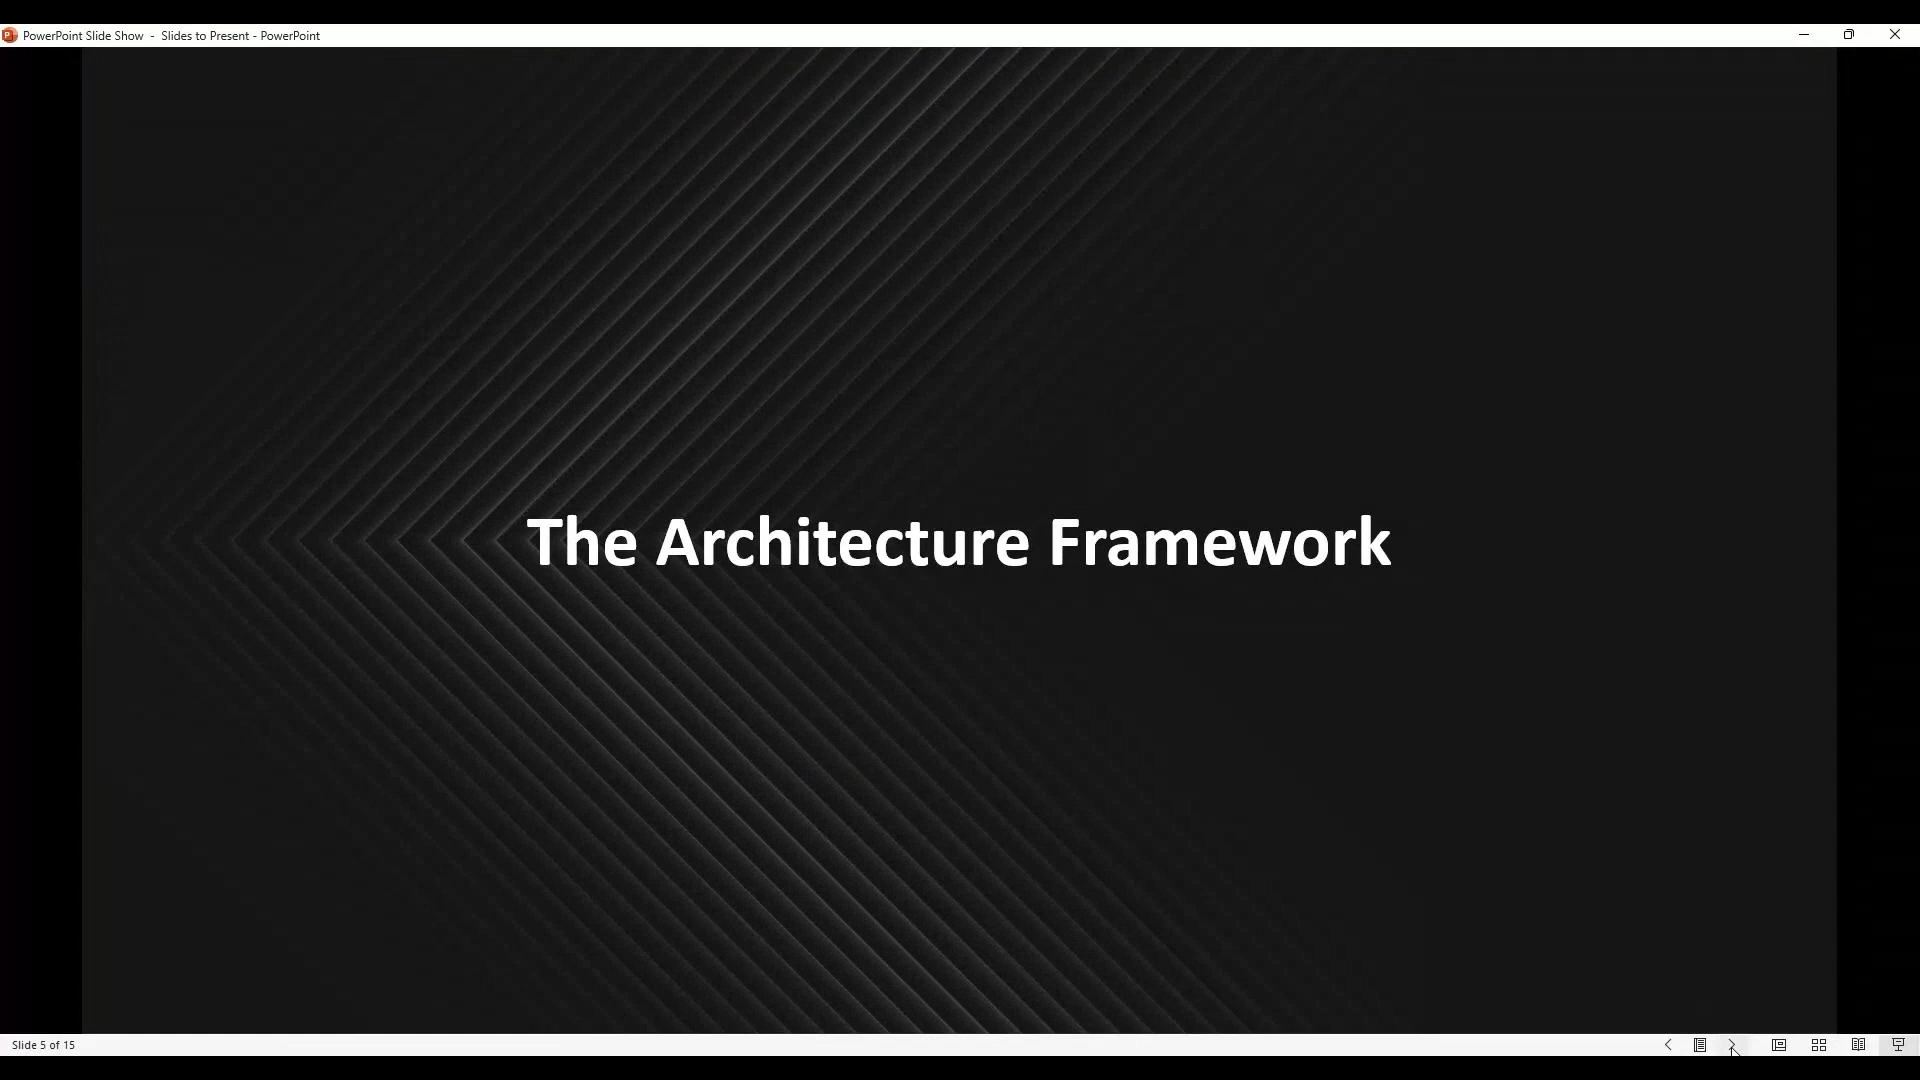 PowerPoint Slide Show - Slides to Present - PowerPoint
The Architecture Framework
Slide 5 of 15